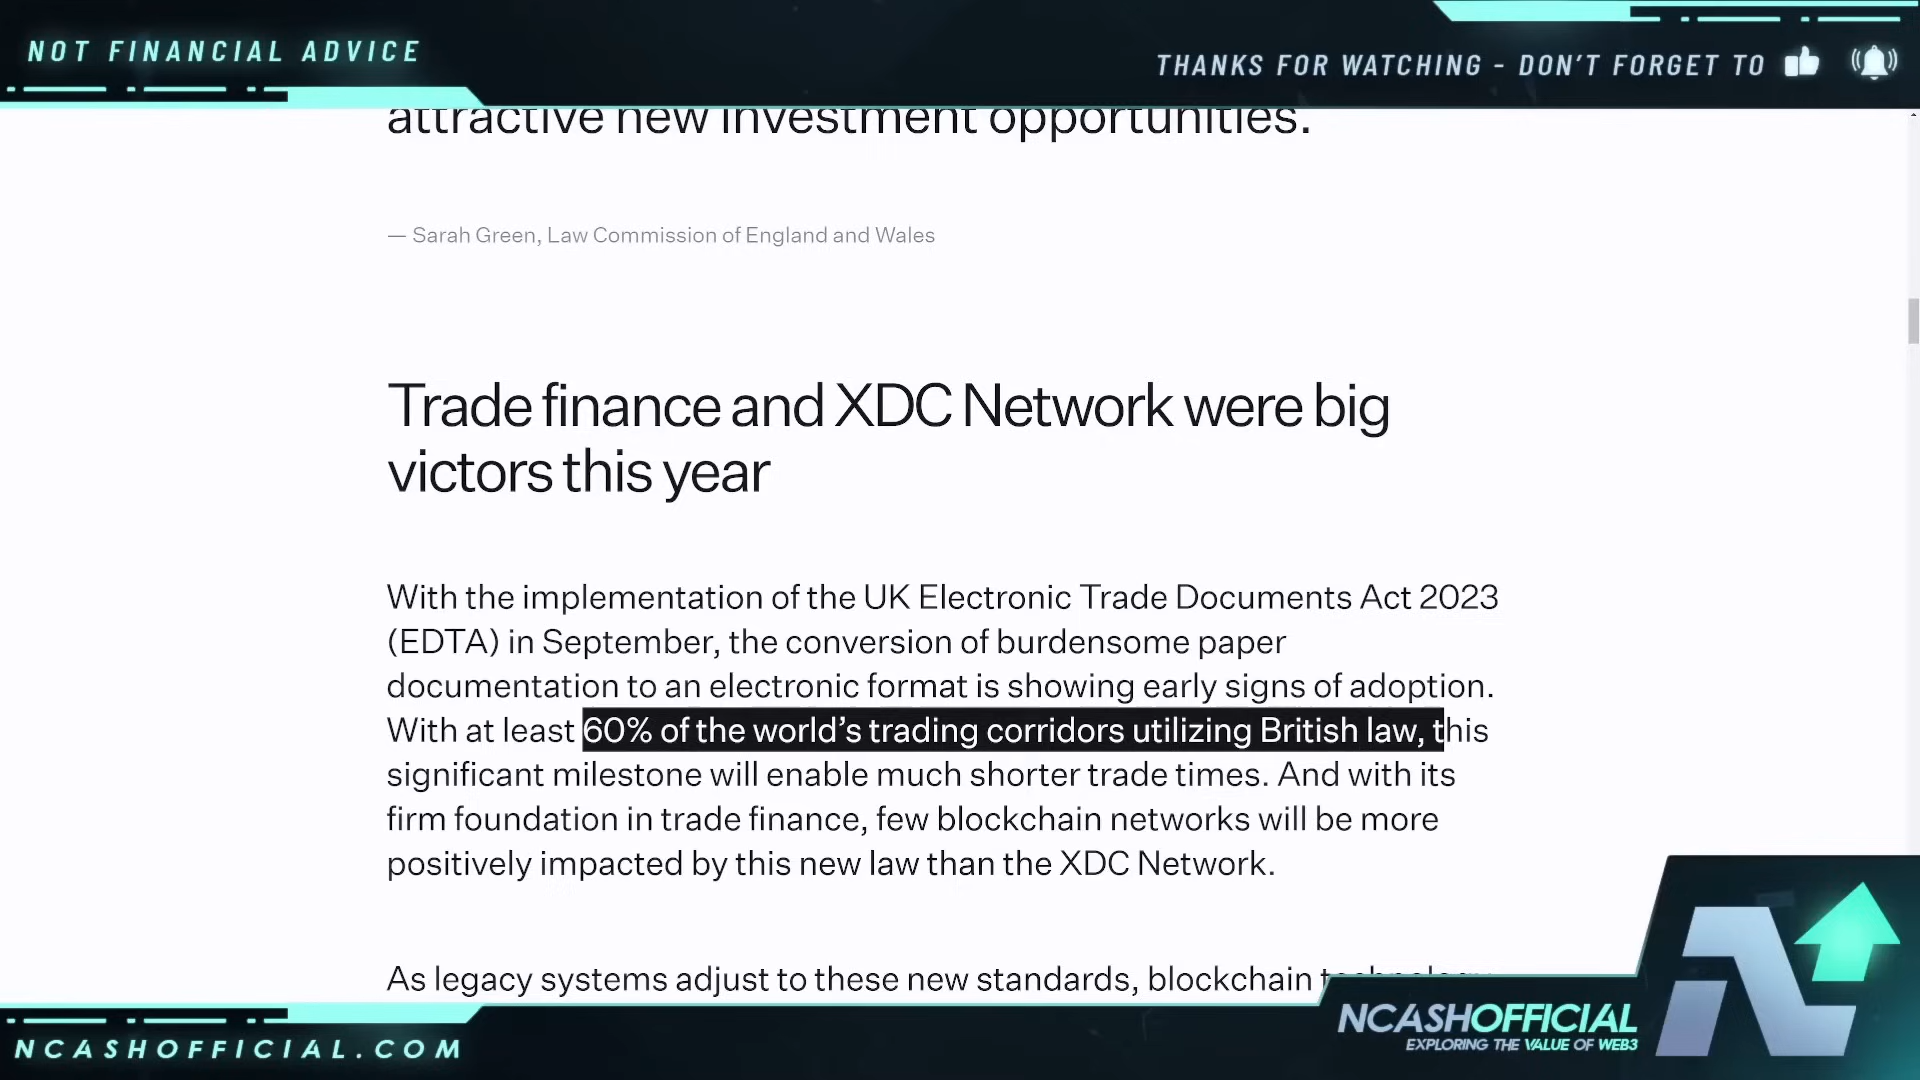 NOT FINANCIAL ADVICE
THANKS FOR WATCHING - DON'T FORGET TO
attractive new investment opportunities.
— Sarah Green, Law Commission of England and Wales
Trade finance and XDC Network were big
victors this year
With the implementation of the UK Electronic Trade Documents Act 2023
(EDTA) in September, the conversion of burdensome paper
documentation to an electronic format is showing early signs of adoption.
With at least 60% of the world’s trading corridors utilizing British law, this
significant milestone will enable much shorter trade times. And with its
firm foundation in trade finance, few blockchain networks will be more
positively impacted by this new law than the XDC Network.
As legacy systems adjust to these new standards, blockchain technology
NCASHOFFICIAL.COM
NCASHOFFICIAL
EXPLORING THE VALUE OF WEB3